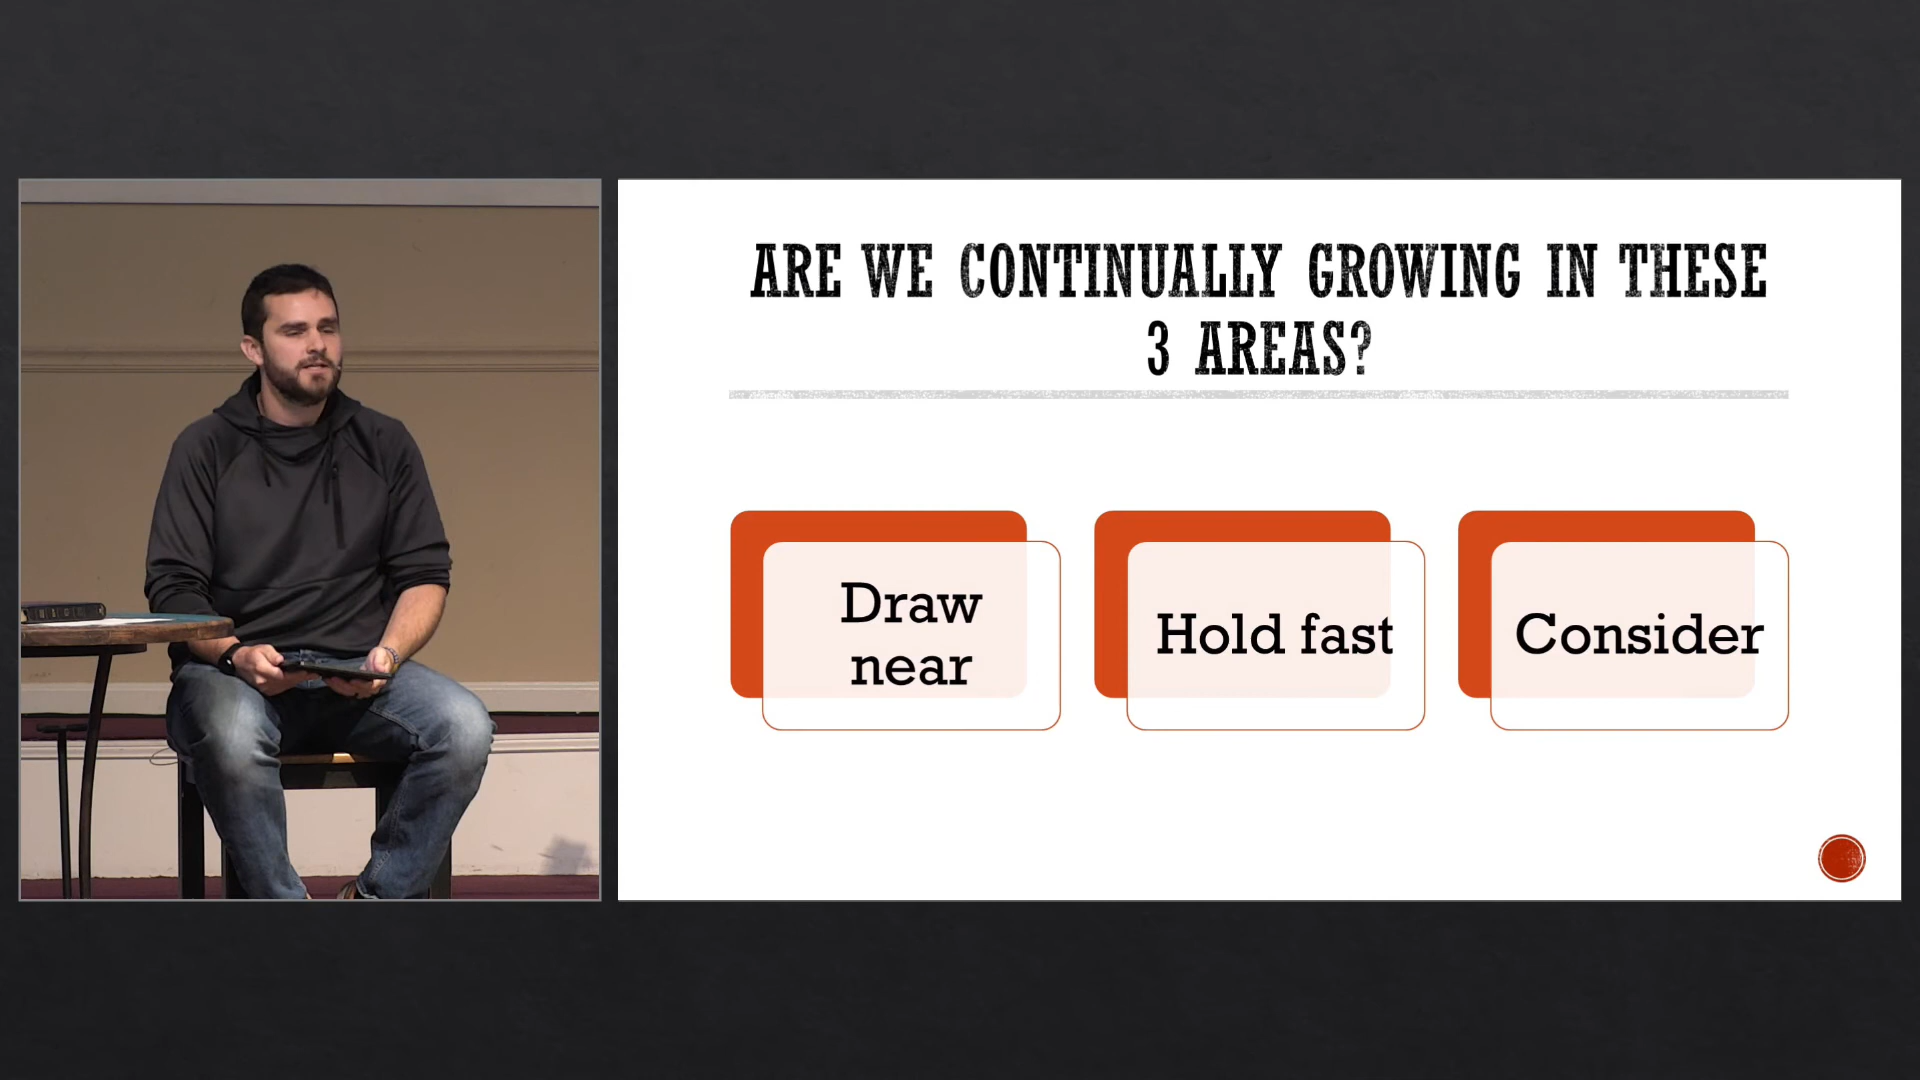 ARE WE CONTINUALLY GROWING IN THESE
3 AREAS?
Draw
near
Hold fast
Consider